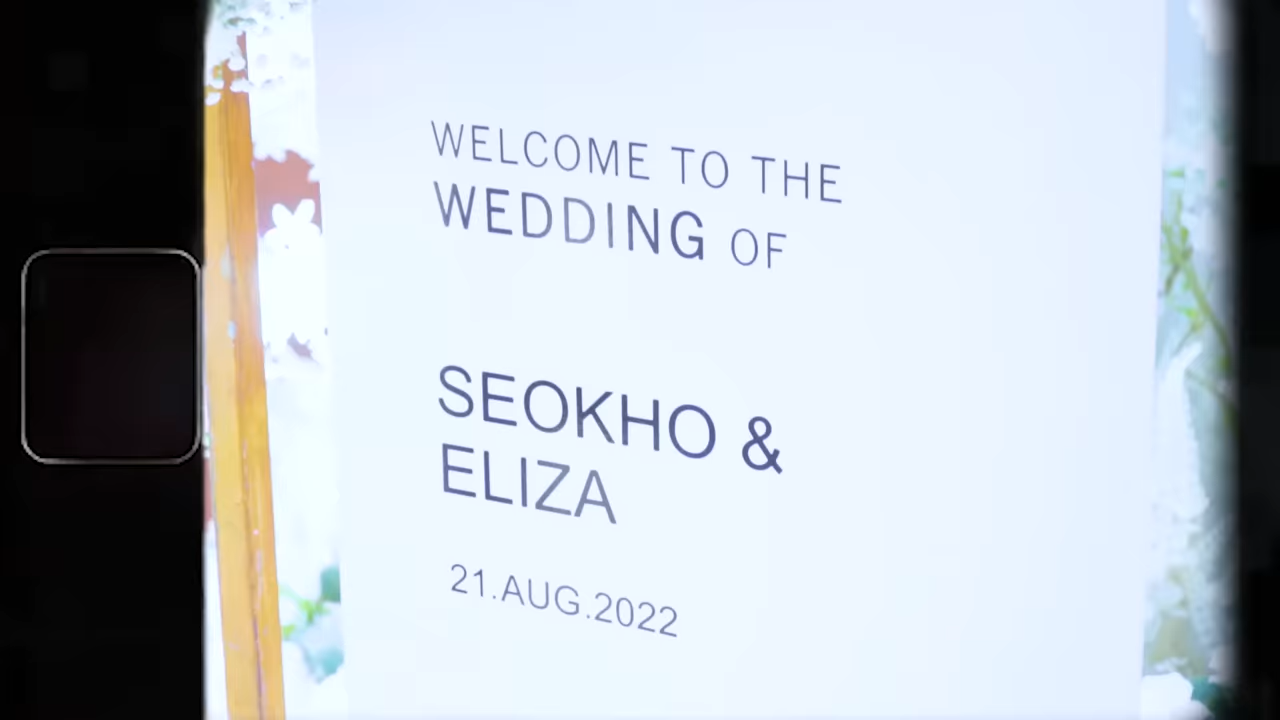 WELCOME TO THE
WEDDING OF
SEOKHO &
ELIZA
21.AUG.2022